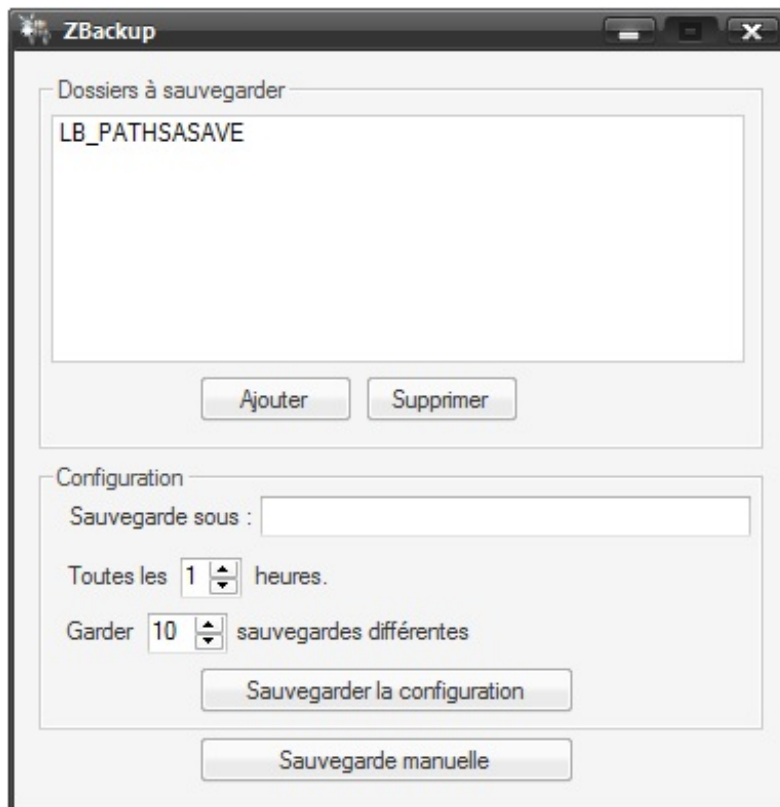 ZBackup
Dossiers à sauvegarder
LB_PATHSASAVE
Ajouter Supprimer
Configuration
Sauvegarde sous :
Toutes les 1 heures.
Garder 10 sauvegardes différentes
Sauvegarder la configuration
Sauvegarde manuelle